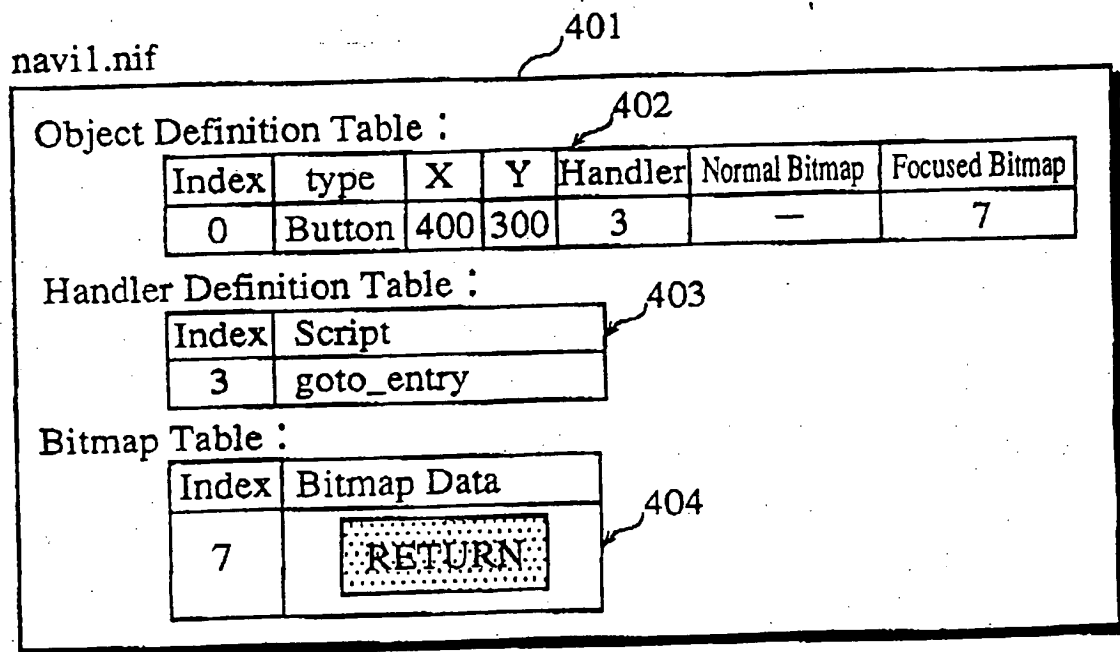 401
navi1.nif
402
Object Definition Table :
Index type X Y Handler Normal Bitmap Focused Bitmap
0 Button 400 300 3 — 7
Handler Definition Table :
403
Index Script
3 goto_entry
Bitmap Table :
Index Bitmap Data
404
7 RETURN